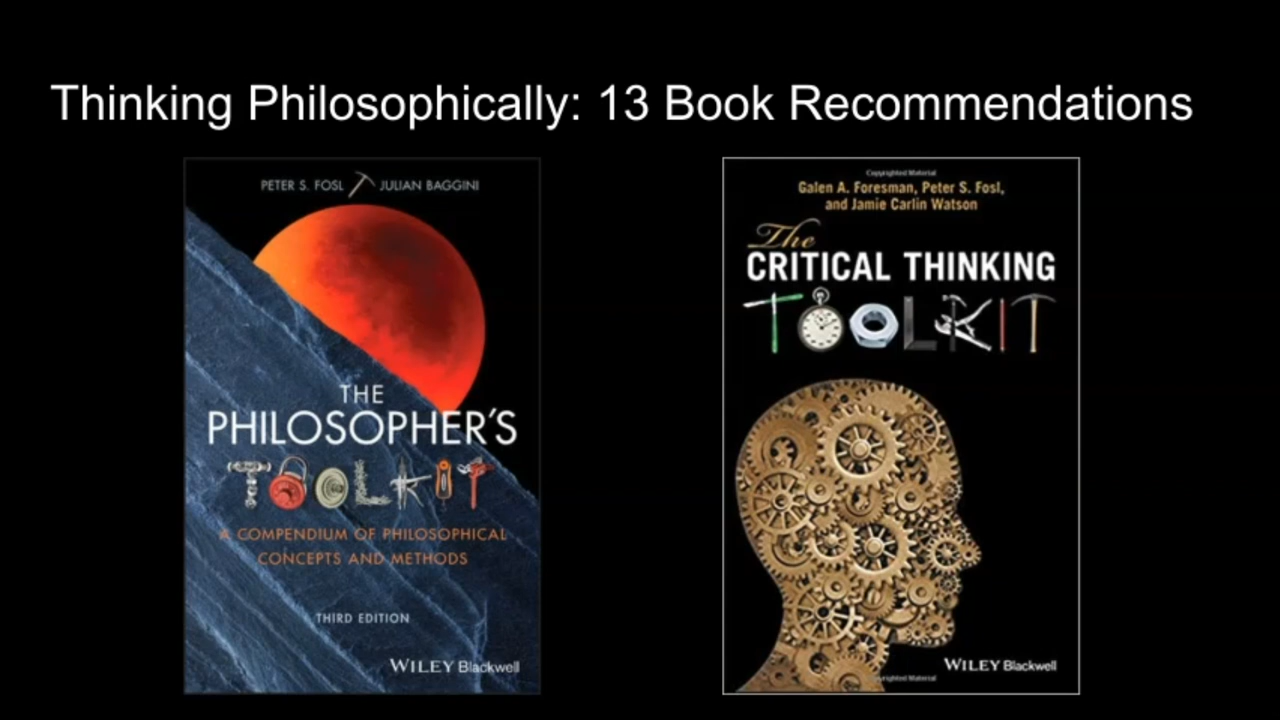 Thinking Philosophically: 13 Book Recommendations
PETER S. FOSL JULIAN BAGGINI
THE
PHILOSOPHER'S
TOOLKIT
A COMPENDIUM OF PHILOSOPHICAL
CONCEPTS AND METHODS
THIRD EDITION
WILEY Blackwell
Copyrighted Material
Galen A. Foresman, Peter S. Fosl,
and Jamie Carlin Watson
The
CRITICAL THINKING
TOOLKIT
WILEY Blackwell
Copyrighted Material